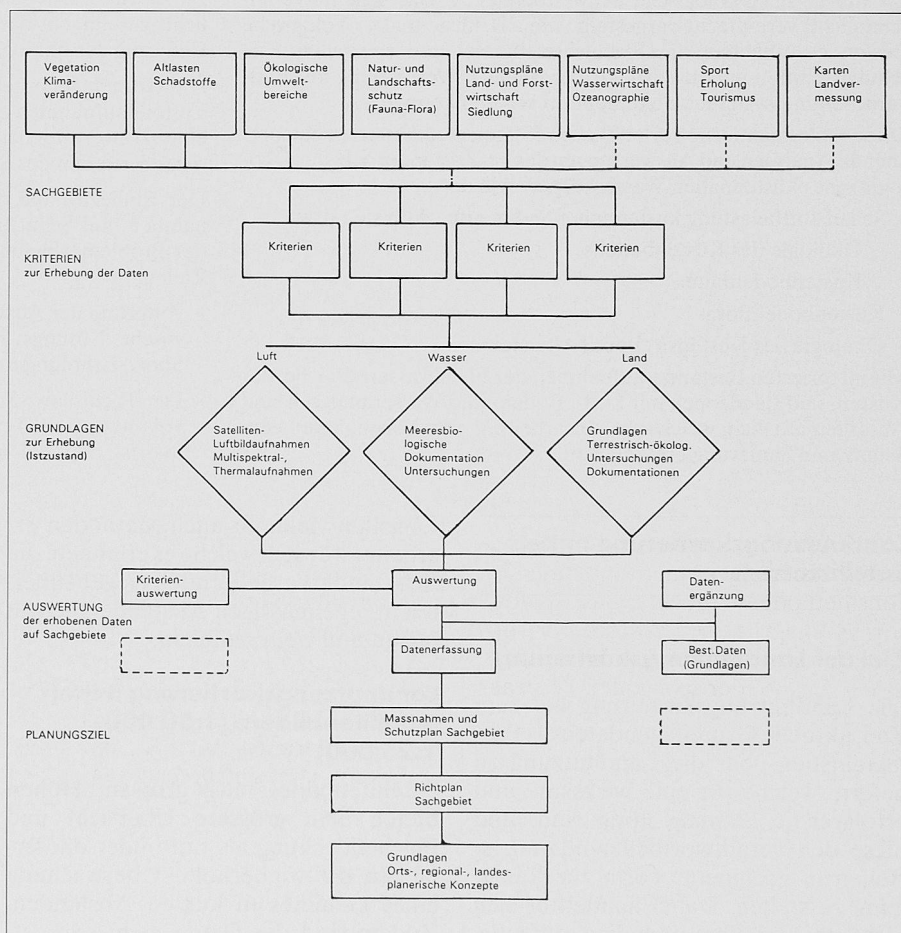 Vegetation
Klima-
veränderung
Altlasten
Schadstoffe
Ökologische
Umwelt-
bereiche
Natur- und
Landschafts-
schutz
(Fauna-Flora)
Nutzungspläne
Land- und Forst-
wirtschaft
Siedlung
Nutzungspläne
Wasserwirtschaft
Ozeanographie
Sport
Erholung
Tourismus
Karten
Landver-
messung
SACHGEBIETE
KRITERIEN
zur Erhebung der Daten
Kriterien
Kriterien
Kriterien
Kriterien
Luft
Wasser
Land
GRUNDLAGEN
zur Erhebung
(Istzustand)
Satelliten-
Luftbildaufnahmen
Multispektral-,
Thermalaufnahmen
Meeresbio-
logische
Dokumentation
Untersuchungen
Grundlagen
Terrestrisch-ökolog.
Untersuchungen
Dokumentationen
Kriterien-
auswertung
Auswertung
Daten-
ergänzung
AUSWERTUNG
der erhobenen Daten
auf Sachgebiete
Datenerfassung
Best. Daten
(Grundlagen)
PLANUNGSZIEL
Massnahmen und
Schutzplan Sachgebiet
Richtplan
Sachgebiet
Grundlagen
Orts-, regional-, landes-
planerische Konzepte